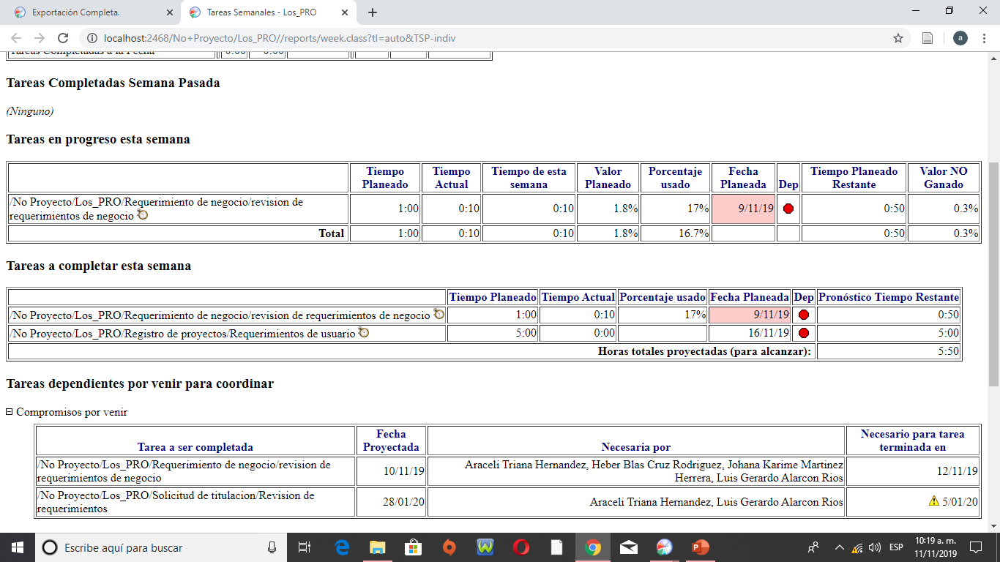 Exportación Completa.
Tareas Semanales - Los_PRO
localhost:2468/No+Proyecto/Los_PRO//reports/week.class?tl=auto&TSP-indiv
a
Tareas Completadas a la Fecha 0:00 0:00
Tareas Completadas Semana Pasada
(Ninguno)
Tareas en progreso esta semana
Tiempo Planeado Tiempo Actual Tiempo de esta semana Valor Planeado Porcentaje usado Fecha Planeada Dep Tiempo Planeado Restante Valor NO Ganado
/No Proyecto/Los_PRO/Requerimiento de negocio/revision de
requerimientos de negocio 1:00 0:10 0:10 1.8% 17% 9/11/19 0:50 0.3%
Total 1:00 0:10 0:10 1.8% 16.7% 0:50 0.3%
Tareas a completar esta semana
Tiempo Planeado Tiempo Actual Porcentaje usado Fecha Planeada Dep Pronóstico Tiempo Restante
/No Proyecto/Los_PRO/Requerimiento de negocio/revision de requerimientos de negocio 1:00 0:10 17% 9/11/19 0:50
/No Proyecto/Los_PRO/Registro de proyectos/Requerimientos de usuario 5:00 0:00 16/11/19 5:00
Horas totales proyectadas (para alcanzar): 5:50
Tareas dependientes por venir para coordinar
Compromisos por venir
Tarea a ser completada Fecha Proyectada Necesaria por Necesario para tarea terminada en
/No Proyecto/Los_PRO/Requerimiento de negocio/revision de
requerimientos de negocio 10/11/19 Araceli Triana Hernandez, Heber Blas Cruz Rodriguez, Johana Karime Martinez
Herrera, Luis Gerardo Alarcon Rios 12/11/19
/No Proyecto/Los_PRO/Solicitud de titulacion/Revision de
requerimientos 28/01/20 Araceli Triana Hernandez, Luis Gerardo Alarcon Rios 5/01/20
Escribe aquí para buscar
ESP
10:19 a. m.
11/11/2019